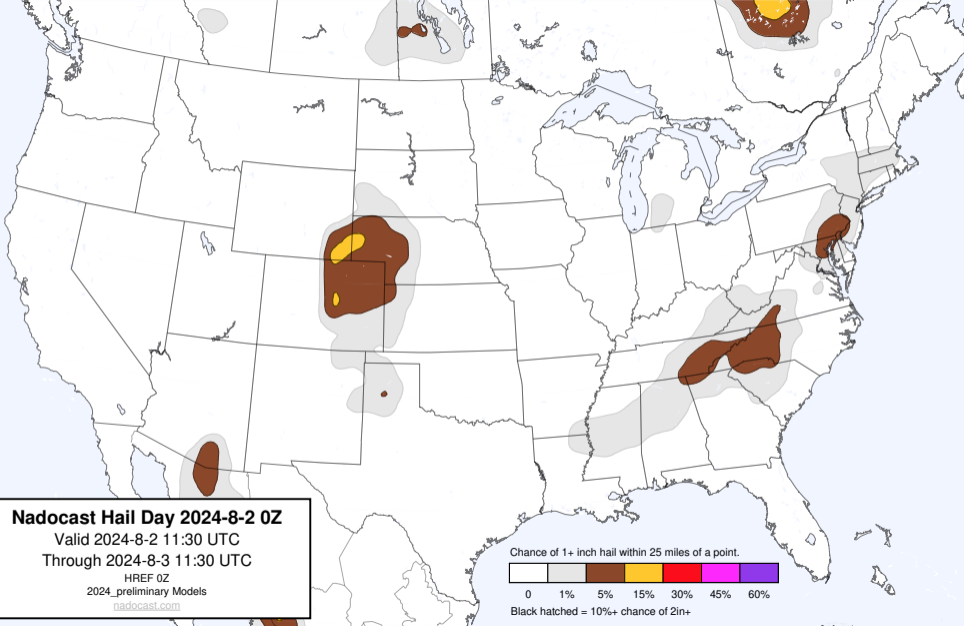 Nadocast Hail Day 2024-8-2 0Z
Valid 2024-8-2 11:30 UTC
Through 2024-8-3 11:30 UTC
HREF 0Z
2024_preliminary Models
nadocast.com
Chance of 1+ inch hail within 25 miles of a point.
0 1% 5% 15% 30% 45% 60%
Black hatched = 10%+ chance of 2in+